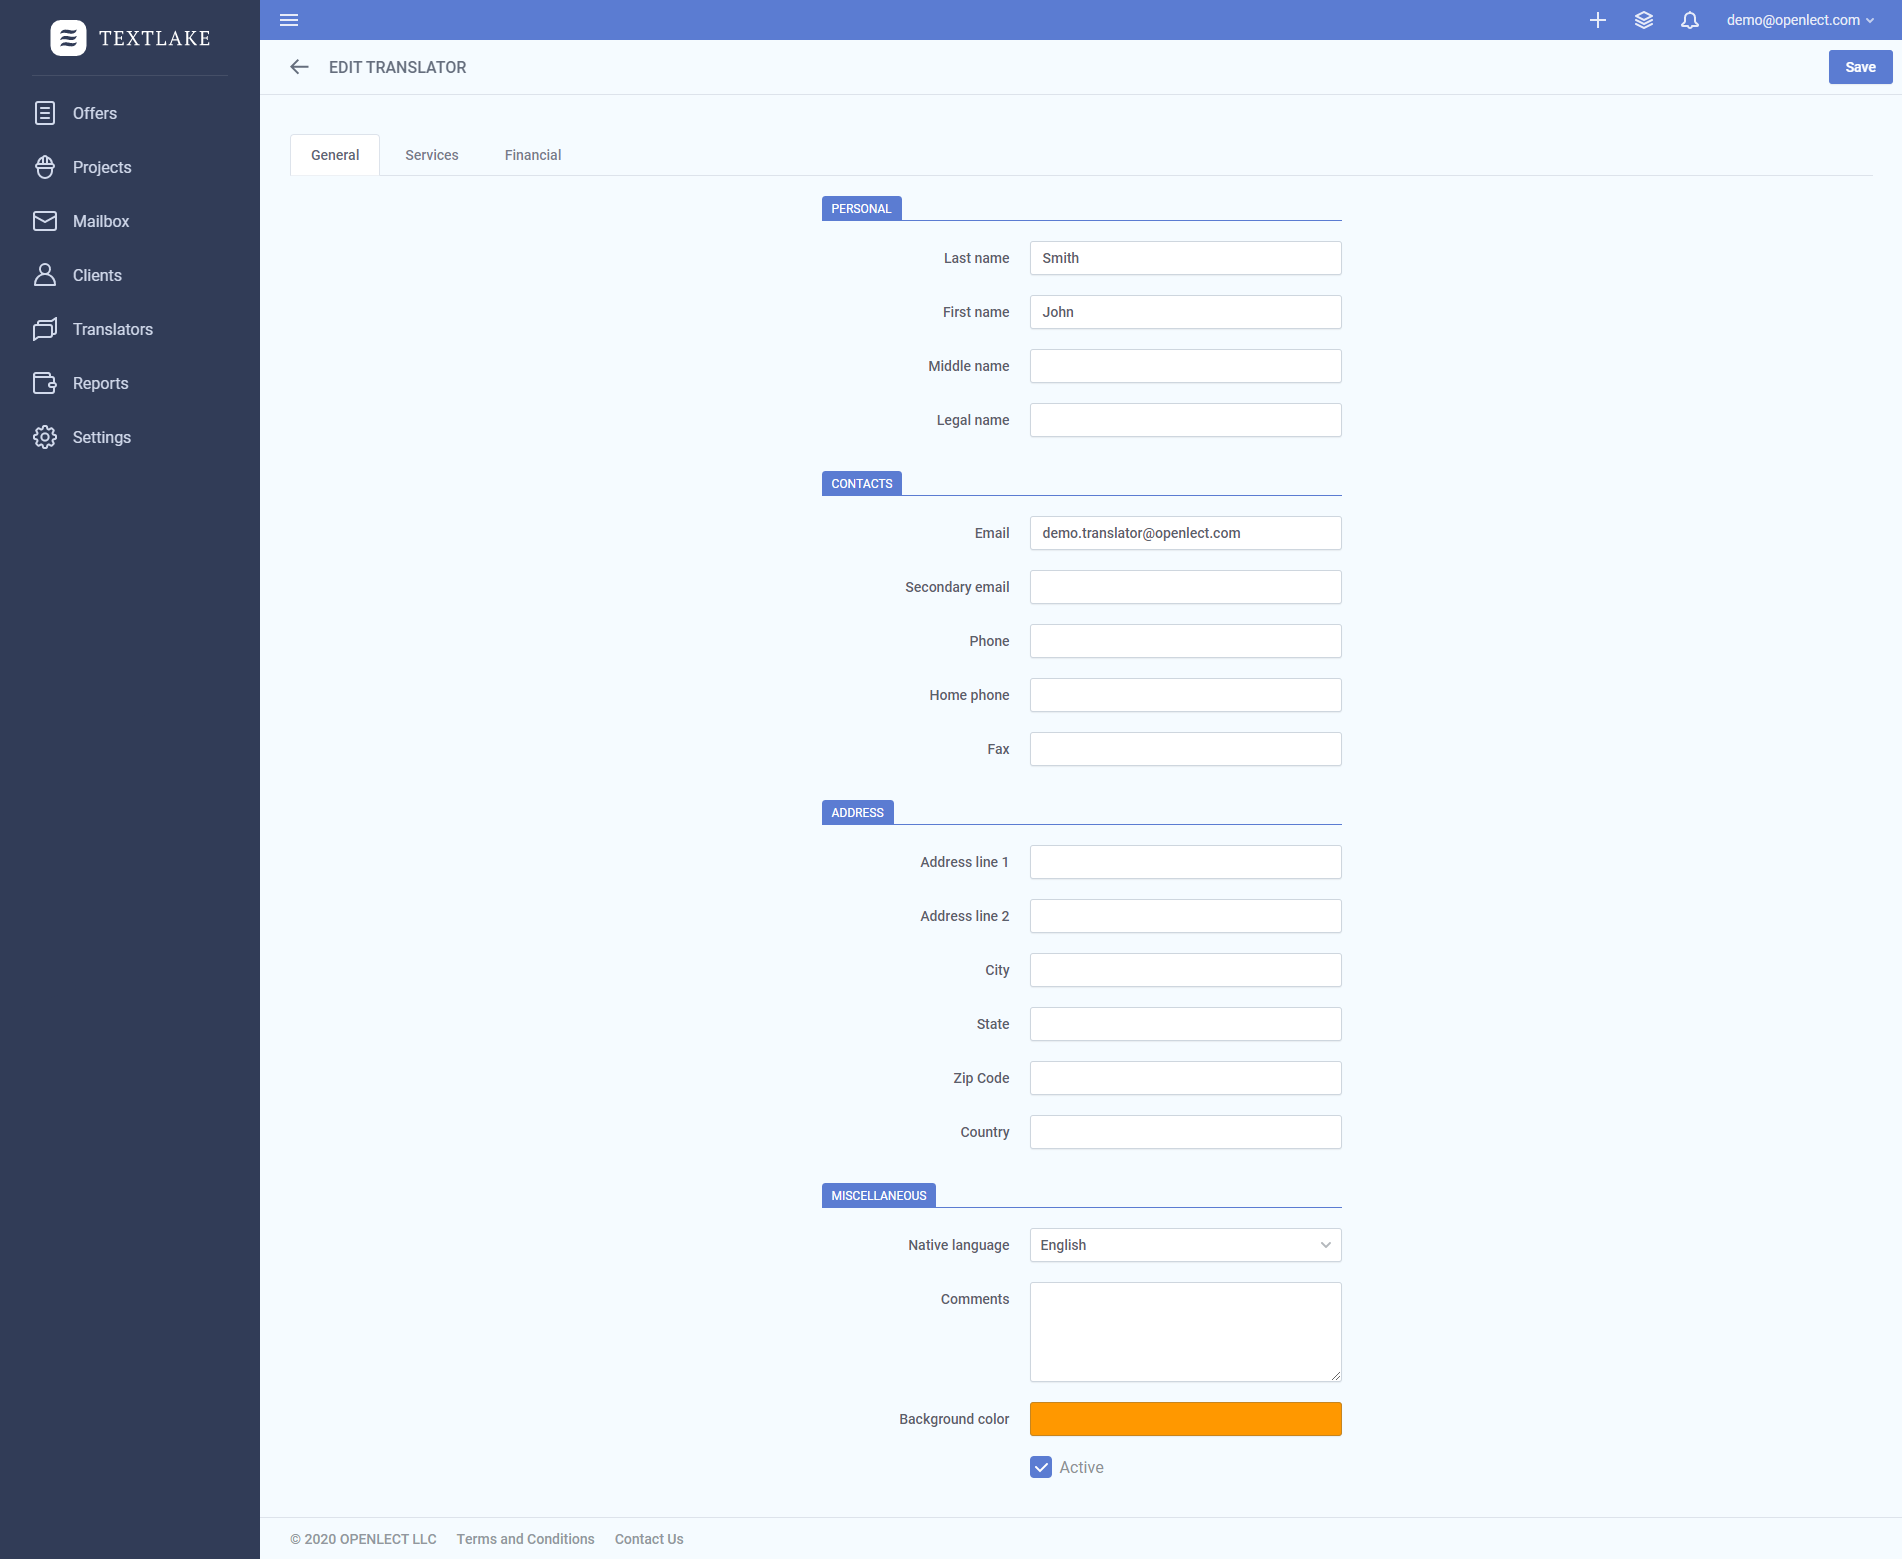 TEXTLAKE
Offers
Projects
Mailbox
Clients
Translators
Reports
Settings
demo@openlect.com
EDIT TRANSLATOR
Save
General Services Financial
PERSONAL
Last name Smith
First name John
Middle name
Legal name
CONTACTS
Email demo.translator@openlect.com
Secondary email
Phone
Home phone
Fax
ADDRESS
Address line 1
Address line 2
City
State
Zip Code
Country
MISCELLANEOUS
Native language English
Comments
Background color
Active
© 2020 OPENLECT LLC Terms and Conditions Contact Us